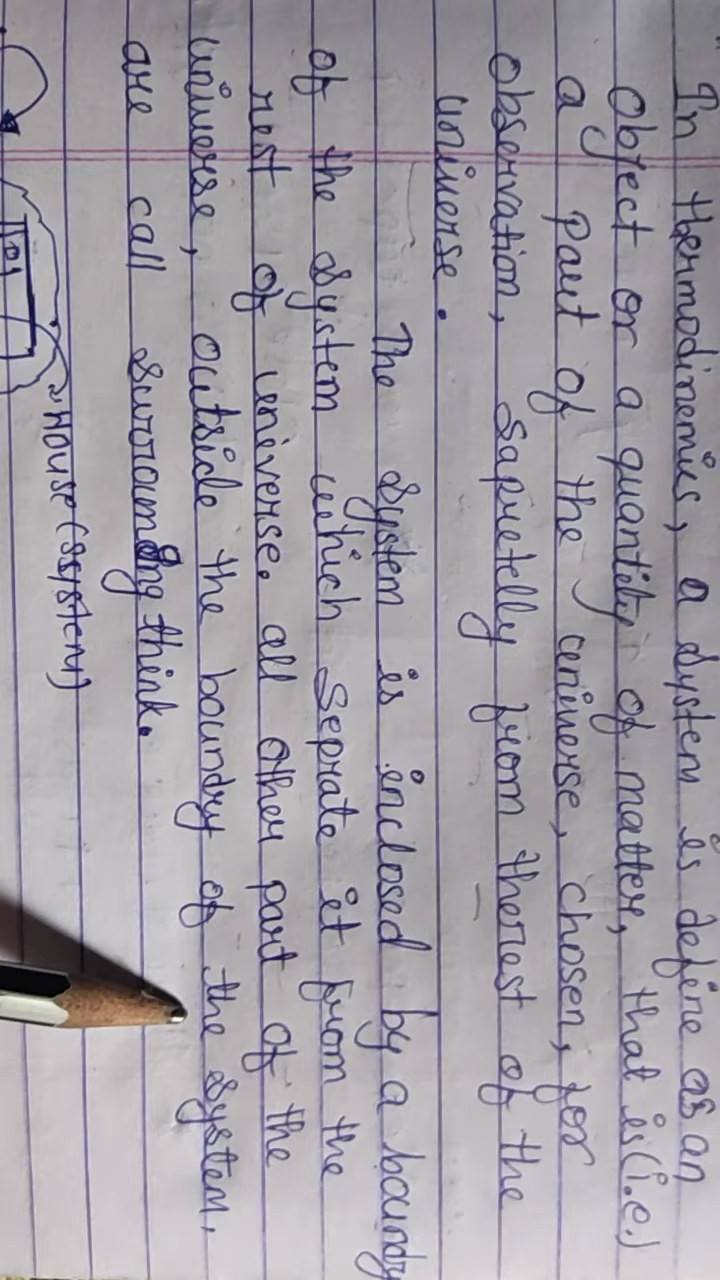 In thermodinemics, a system is define as an
Object or a quantity of matter, that is (i.e.)
a part of the universe, chosen, for
observation, Sapretelly from therest of the
universe.
The system is inclosed by a boundry
of the system which Seprate it from the
rest of universe. all other part of the
universe, outside the boundry of the system,
are call surrounding think.
House (sSystem)